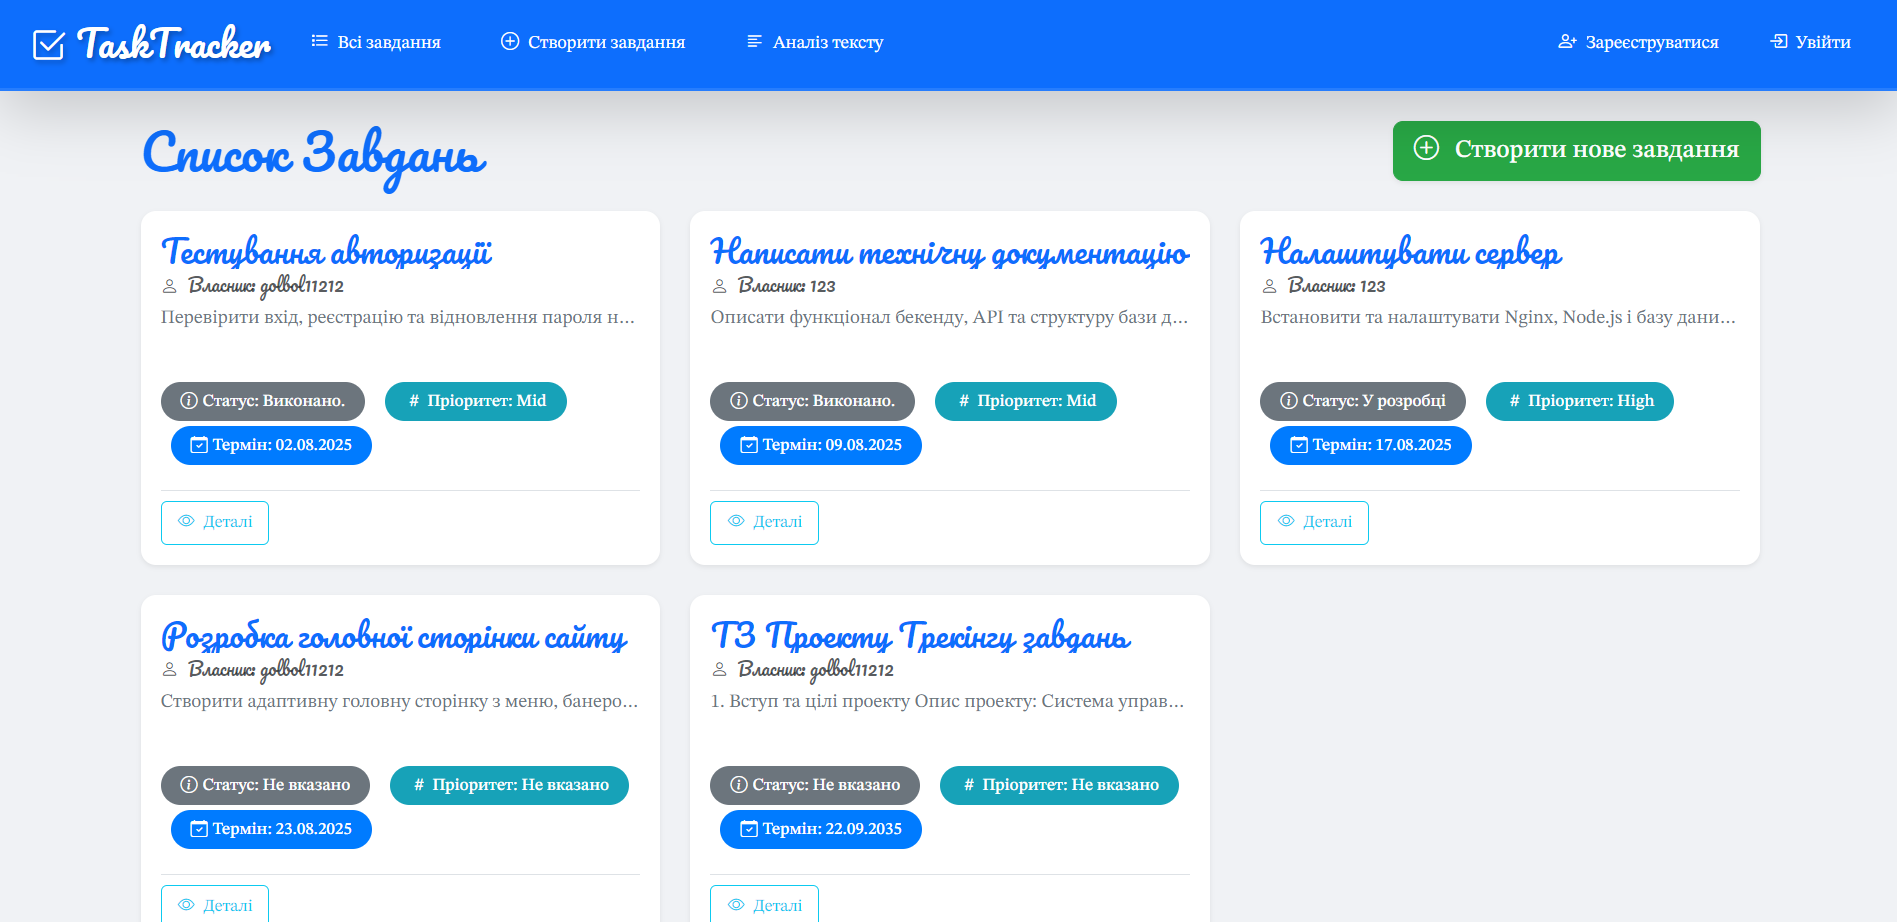 TaskTracker
Всі завдання
Створити завдання
Аналіз тексту
Зареєструватися
Увійти
Список Завдань
Створити нове завдання
Тестування авторизації
Власник: golbol11212
Перевірити вхід, реєстрацію та відновлення пароля н...
Статус: Виконано.
# Пріоритет: Mid
Термін: 02.08.2025
Деталі
Написати технічну документацію
Власник: 123
Описати функціонал бекенду, API та структуру бази д...
Статус: Виконано.
# Пріоритет: Mid
Термін: 09.08.2025
Деталі
Налаштувати сервер
Власник: 123
Встановити та налаштувати Nginx, Node.js і базу дани...
Статус: У розробці
# Пріоритет: High
Термін: 17.08.2025
Деталі
Розробка головної сторінки сайту
Власник: golbol11212
Створити адаптивну головну сторінку з меню, банеро...
Статус: Не вказано
# Пріоритет: Не вказано
Термін: 23.08.2025
Деталі
ТЗ Проекту Трекінгу завдань
Власник: golbol11212
1. Вступ та цілі проекту Опис проекту: Система управ...
Статус: Не вказано
# Пріоритет: Не вказано
Термін: 22.09.2035
Деталі